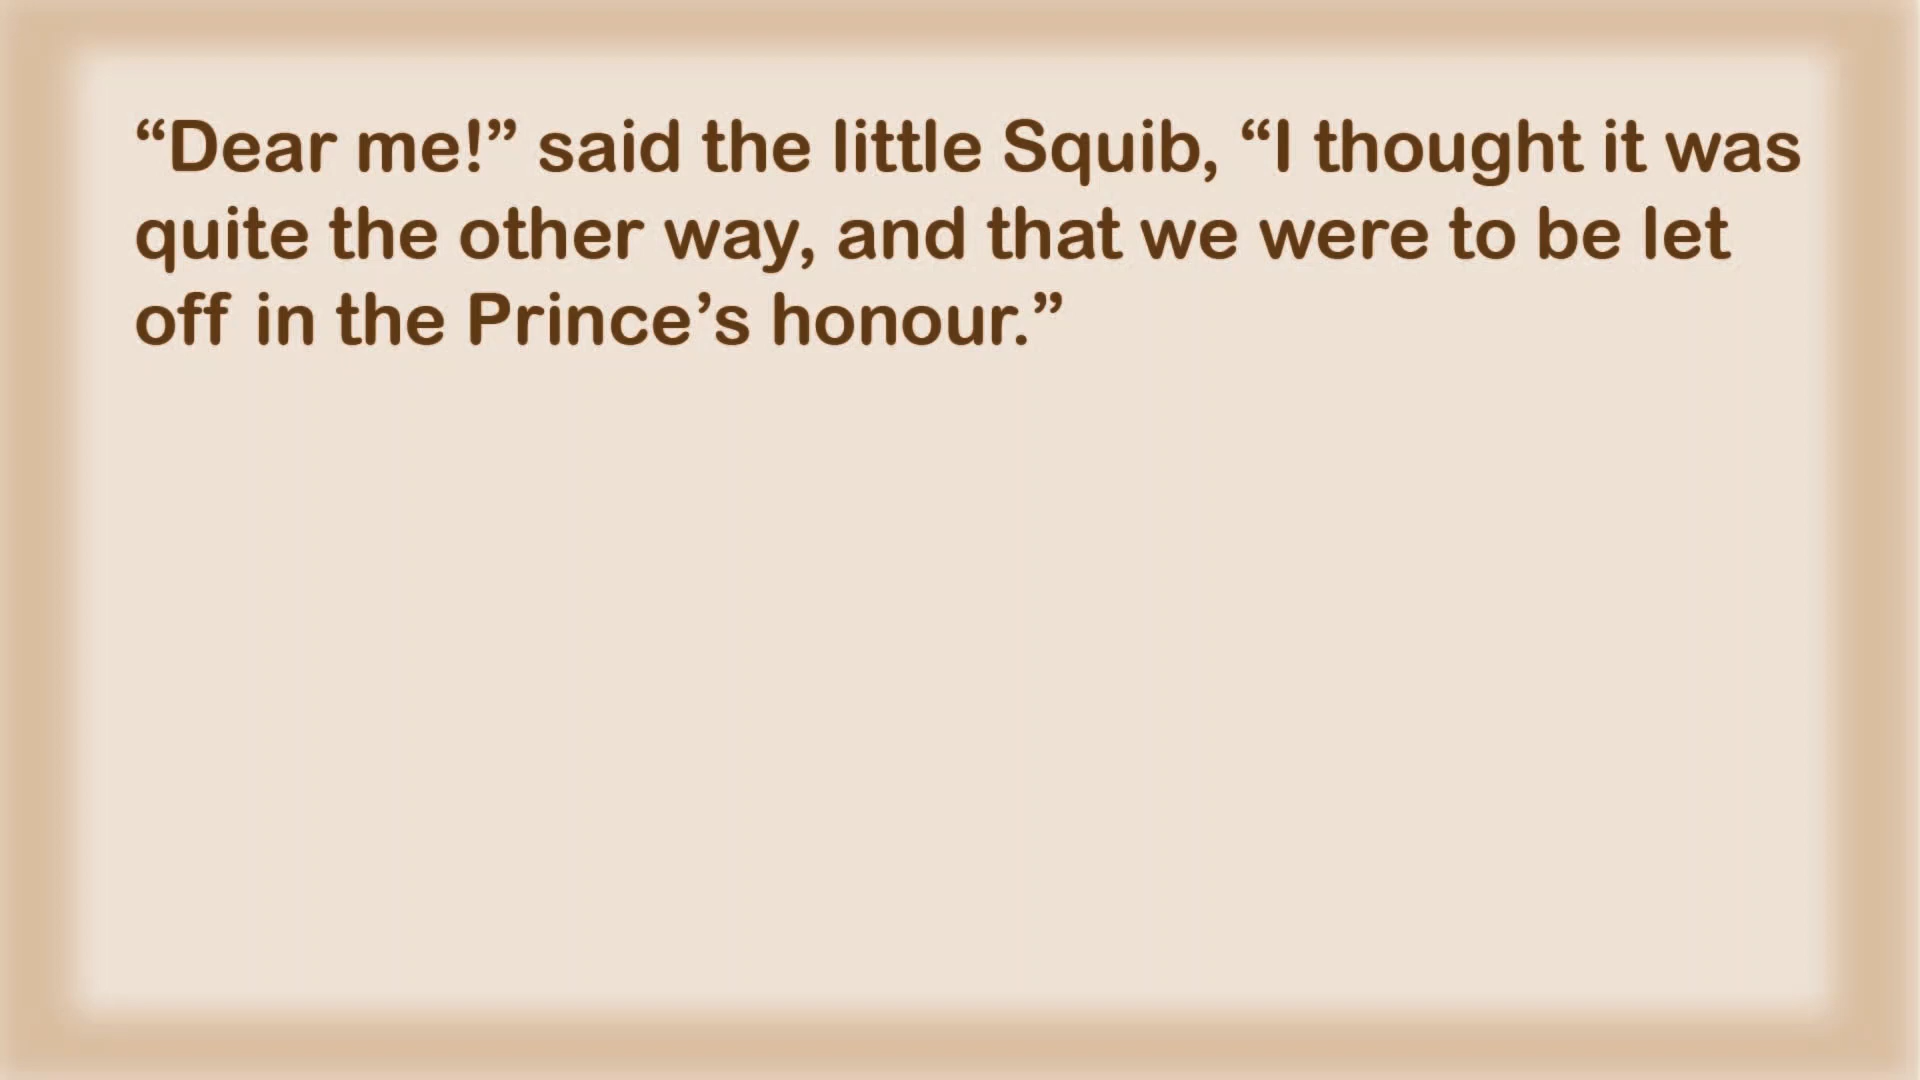 “Dear me!” said the little Squib, “I thought it was
quite the other way, and that we were to be let
off in the Prince’s honour.”